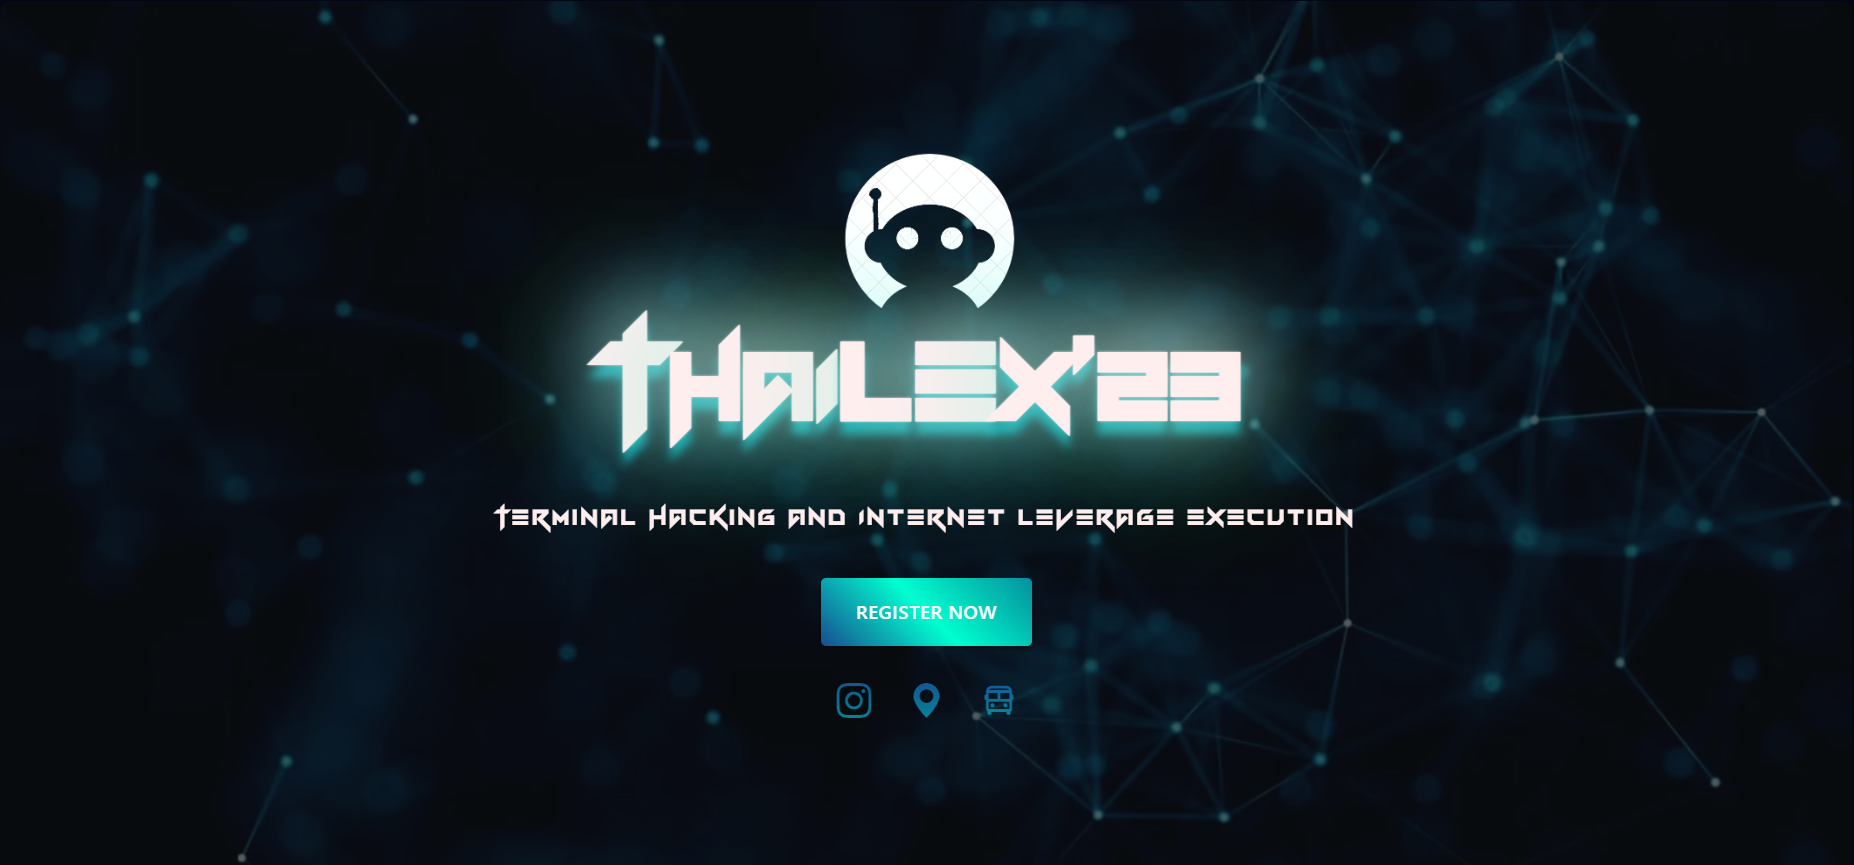 THAILEX'23
TERMINAL HACKING AND INTERNET LEVERAGE EXECUTION
REGISTER NOW